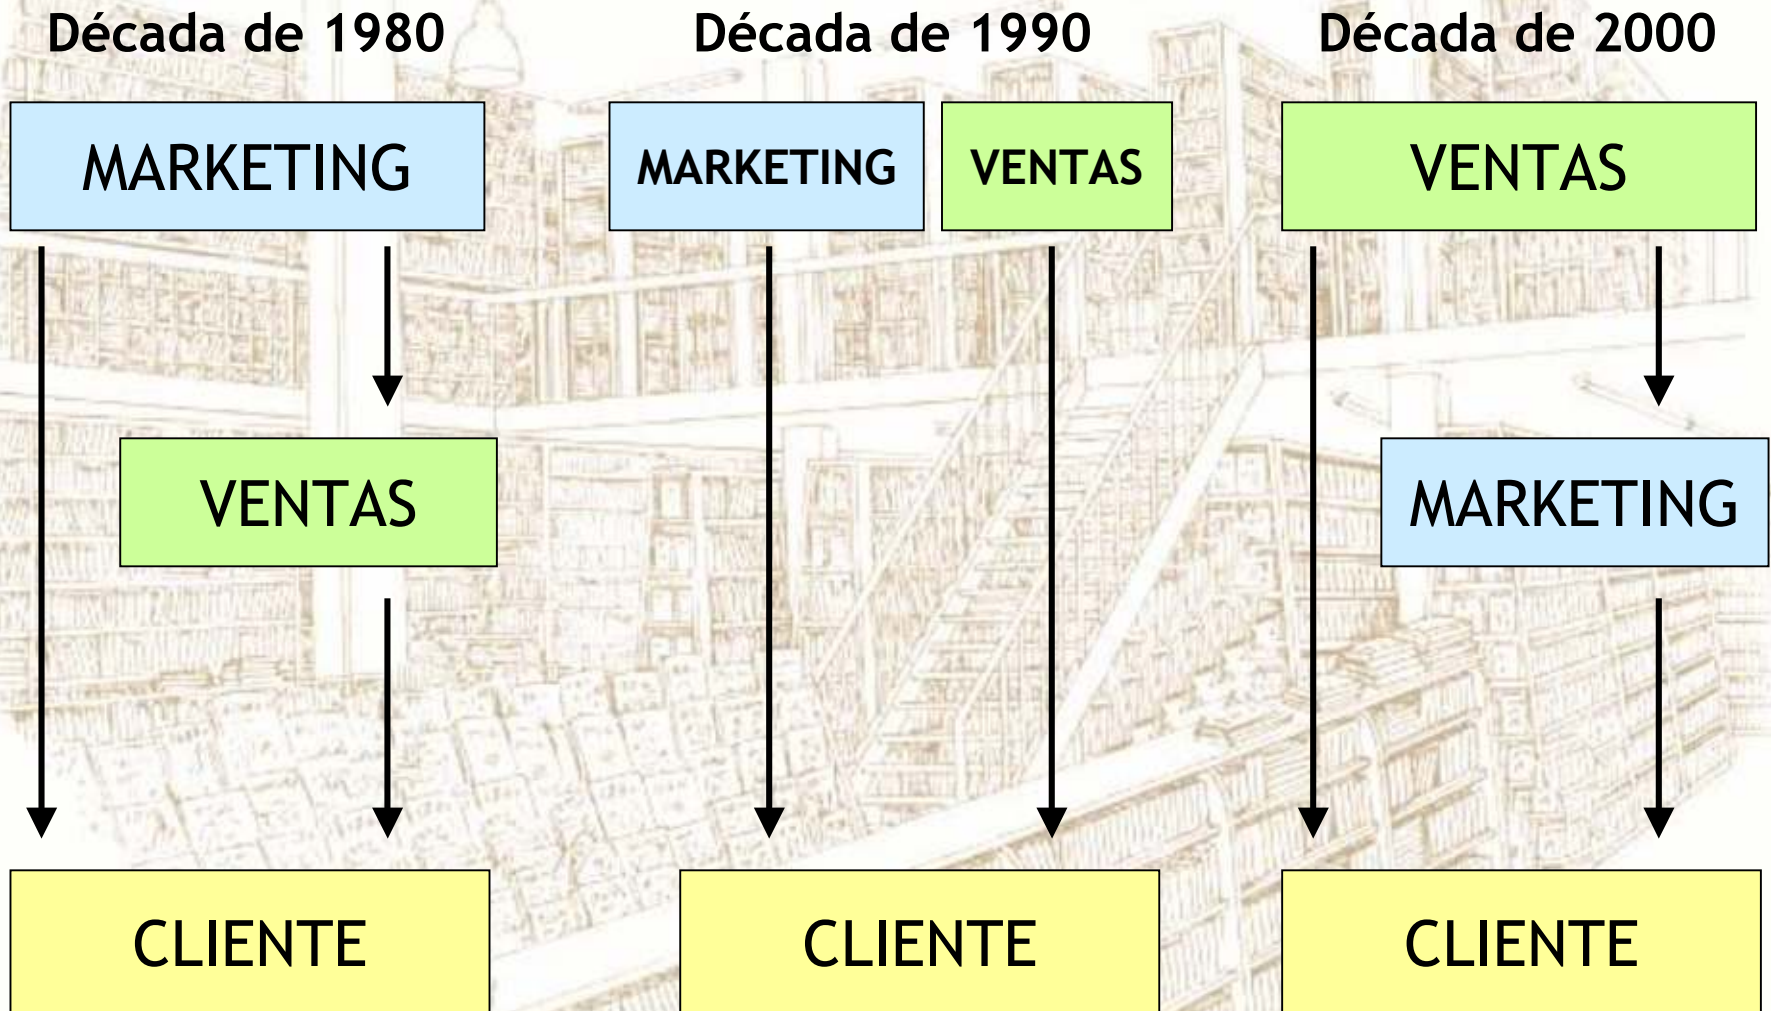 Década de 1980
Década de 1990
Década de 2000
MARKETING
MARKETING
VENTAS
VENTAS
VENTAS
MARKETING
CLIENTE
CLIENTE
CLIENTE